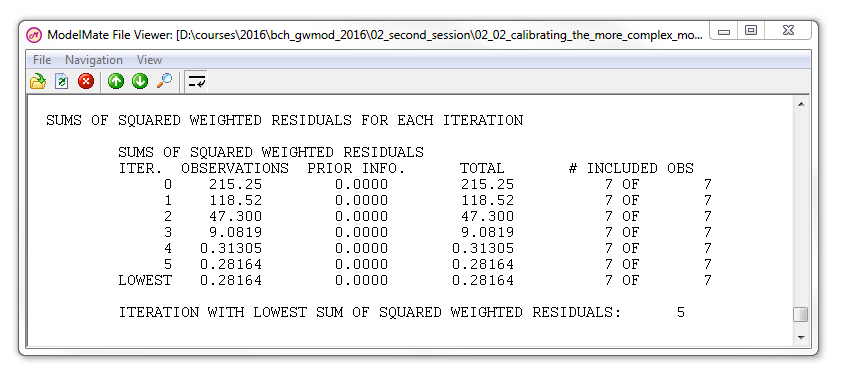 ModelMate File Viewer: [D:\courses\2016\bch_gwmod_2016\02_second_session\02_02_calibrating_the_more_complex_mo...
File Navigation View
SUMS OF SQUARED WEIGHTED RESIDUALS FOR EACH ITERATION
SUMS OF SQUARED WEIGHTED RESIDUALS
ITER. OBSERVATIONS PRIOR INFO. TOTAL # INCLUDED OBS
0 215.25 0.0000 215.25 7 OF 7
1 118.52 0.0000 118.52 7 OF 7
2 47.300 0.0000 47.300 7 OF 7
3 9.0819 0.0000 9.0819 7 OF 7
4 0.31305 0.0000 0.31305 7 OF 7
5 0.28164 0.0000 0.28164 7 OF 7
LOWEST 0.28164 0.0000 0.28164 7 OF 7
ITERATION WITH LOWEST SUM OF SQUARED WEIGHTED RESIDUALS: 5